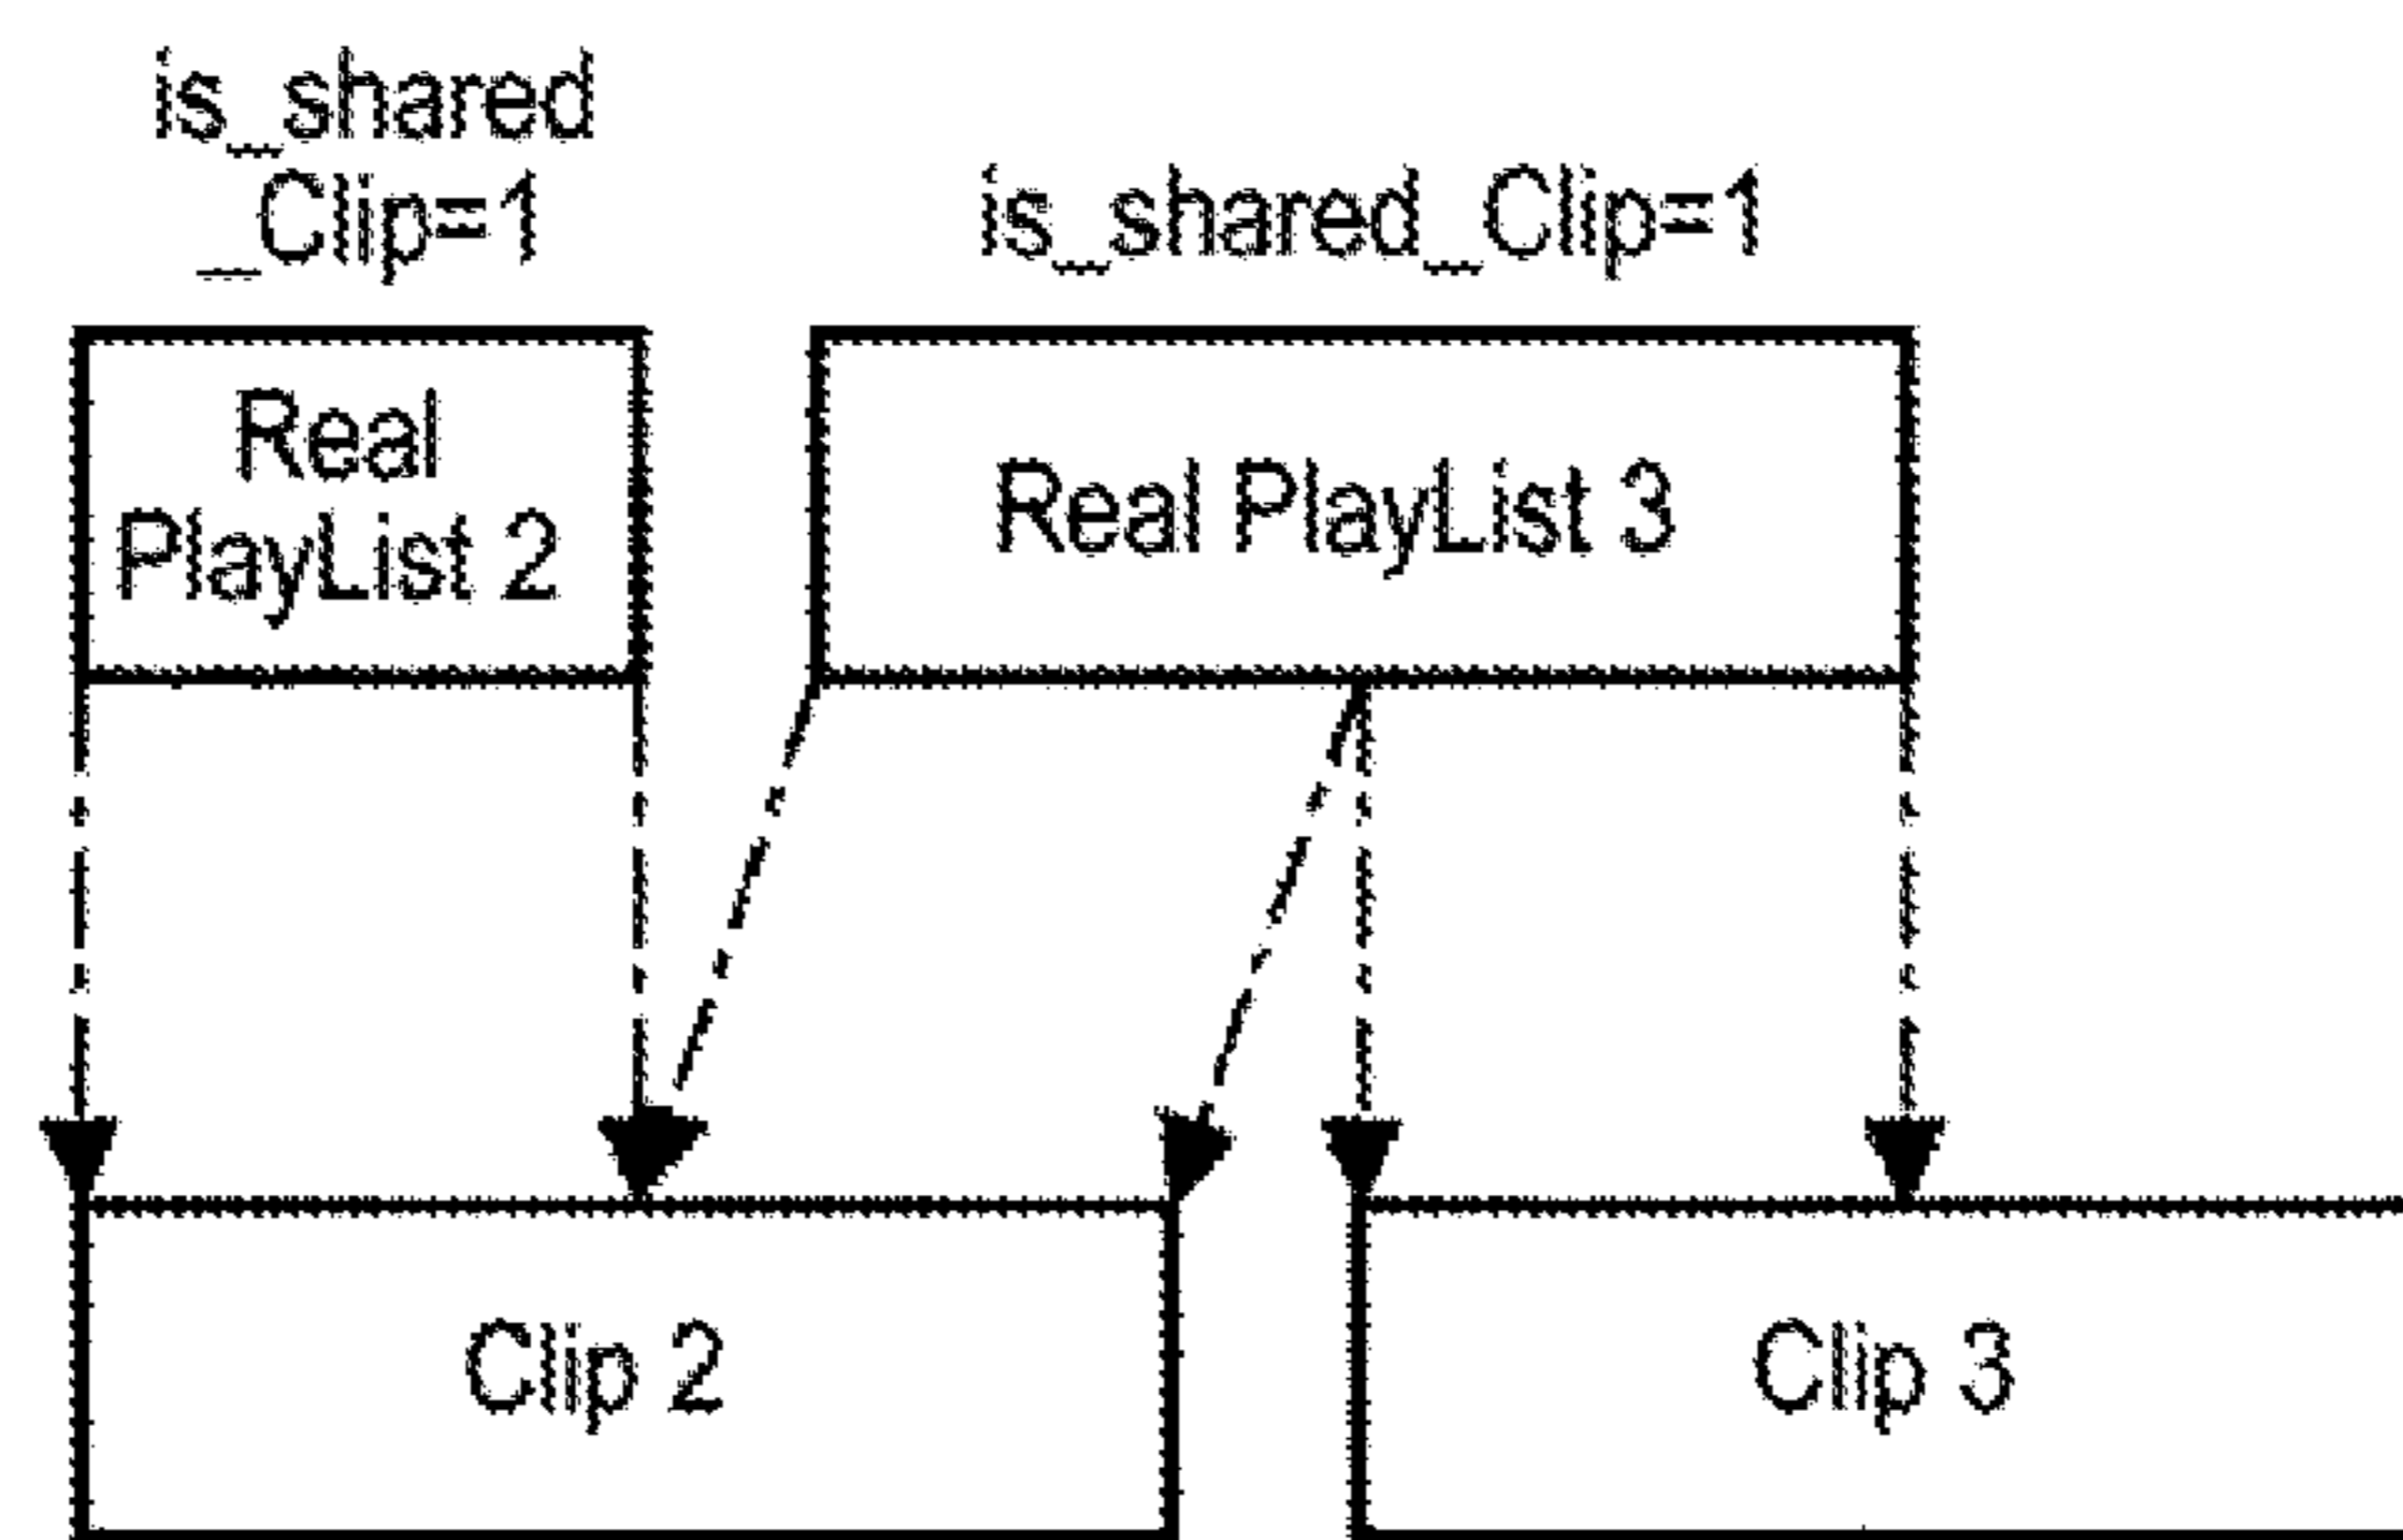 is_shared
_Clip=1
is_shared_Clip=1
Real
PlayList 2
Real PlayList 3
Clip 2
Clip 3